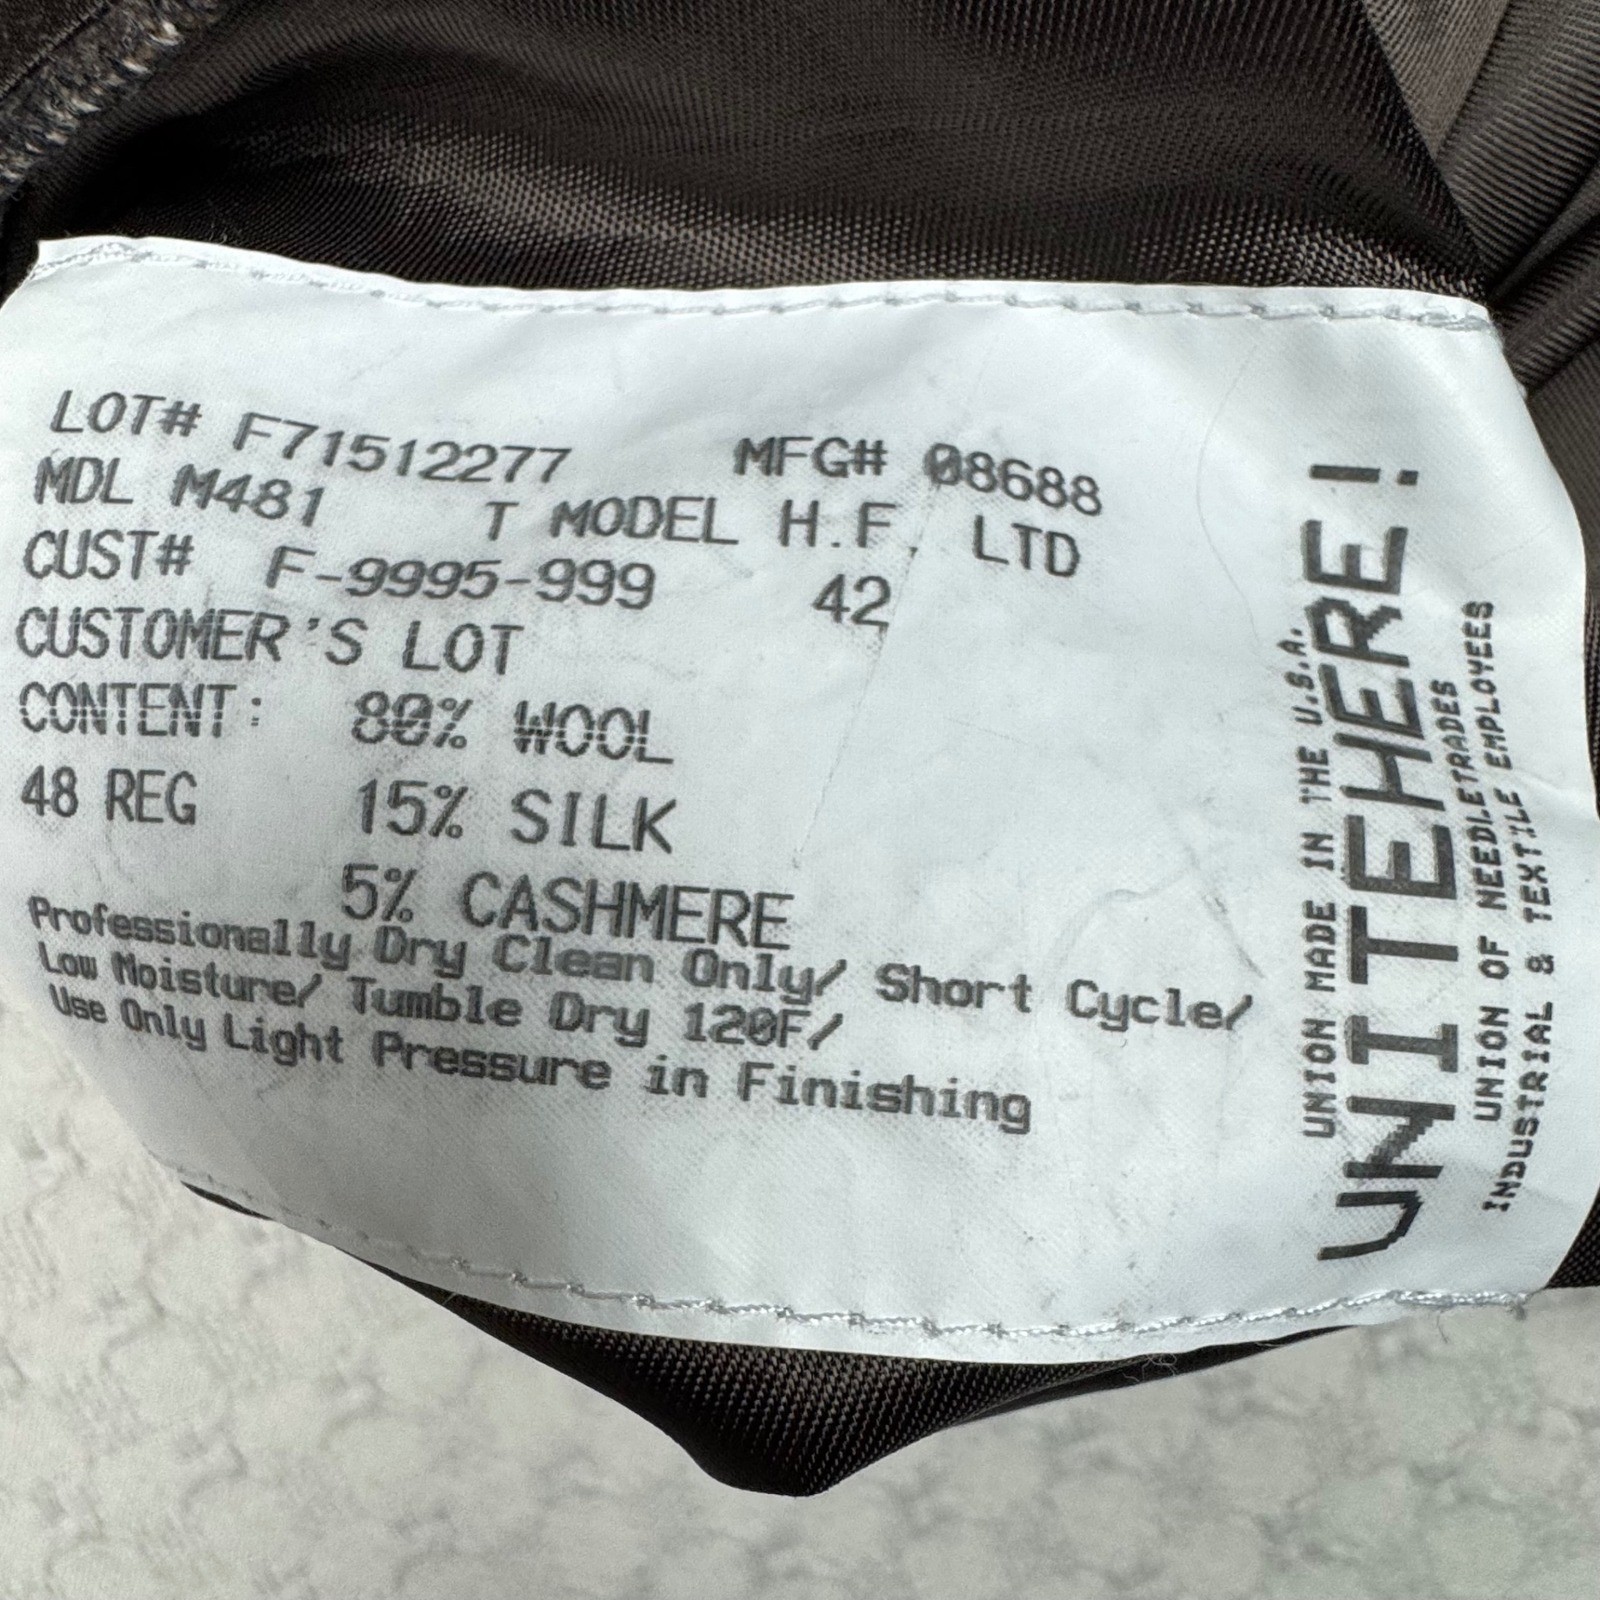 LOT# F71512277 MFG# 08688
MDL M481 T MODEL H.F. LTD
CUST# F-9995-999 42
CUSTOMER'S LOT
CONTENT: 80% WOOL
48 REG 15% SILK
5% CASHMERE
Professionally Dry Clean Only/ Short Cycle/
Low Moisture/ Tumble Dry 120F/
Use Only Light Pressure in Finishing
UNION MADE IN THE U.S.A.
UNITEHERE!
UNION OF NEEDLETRADES
INDUSTRIAL & TEXTILE EMPLOYEES